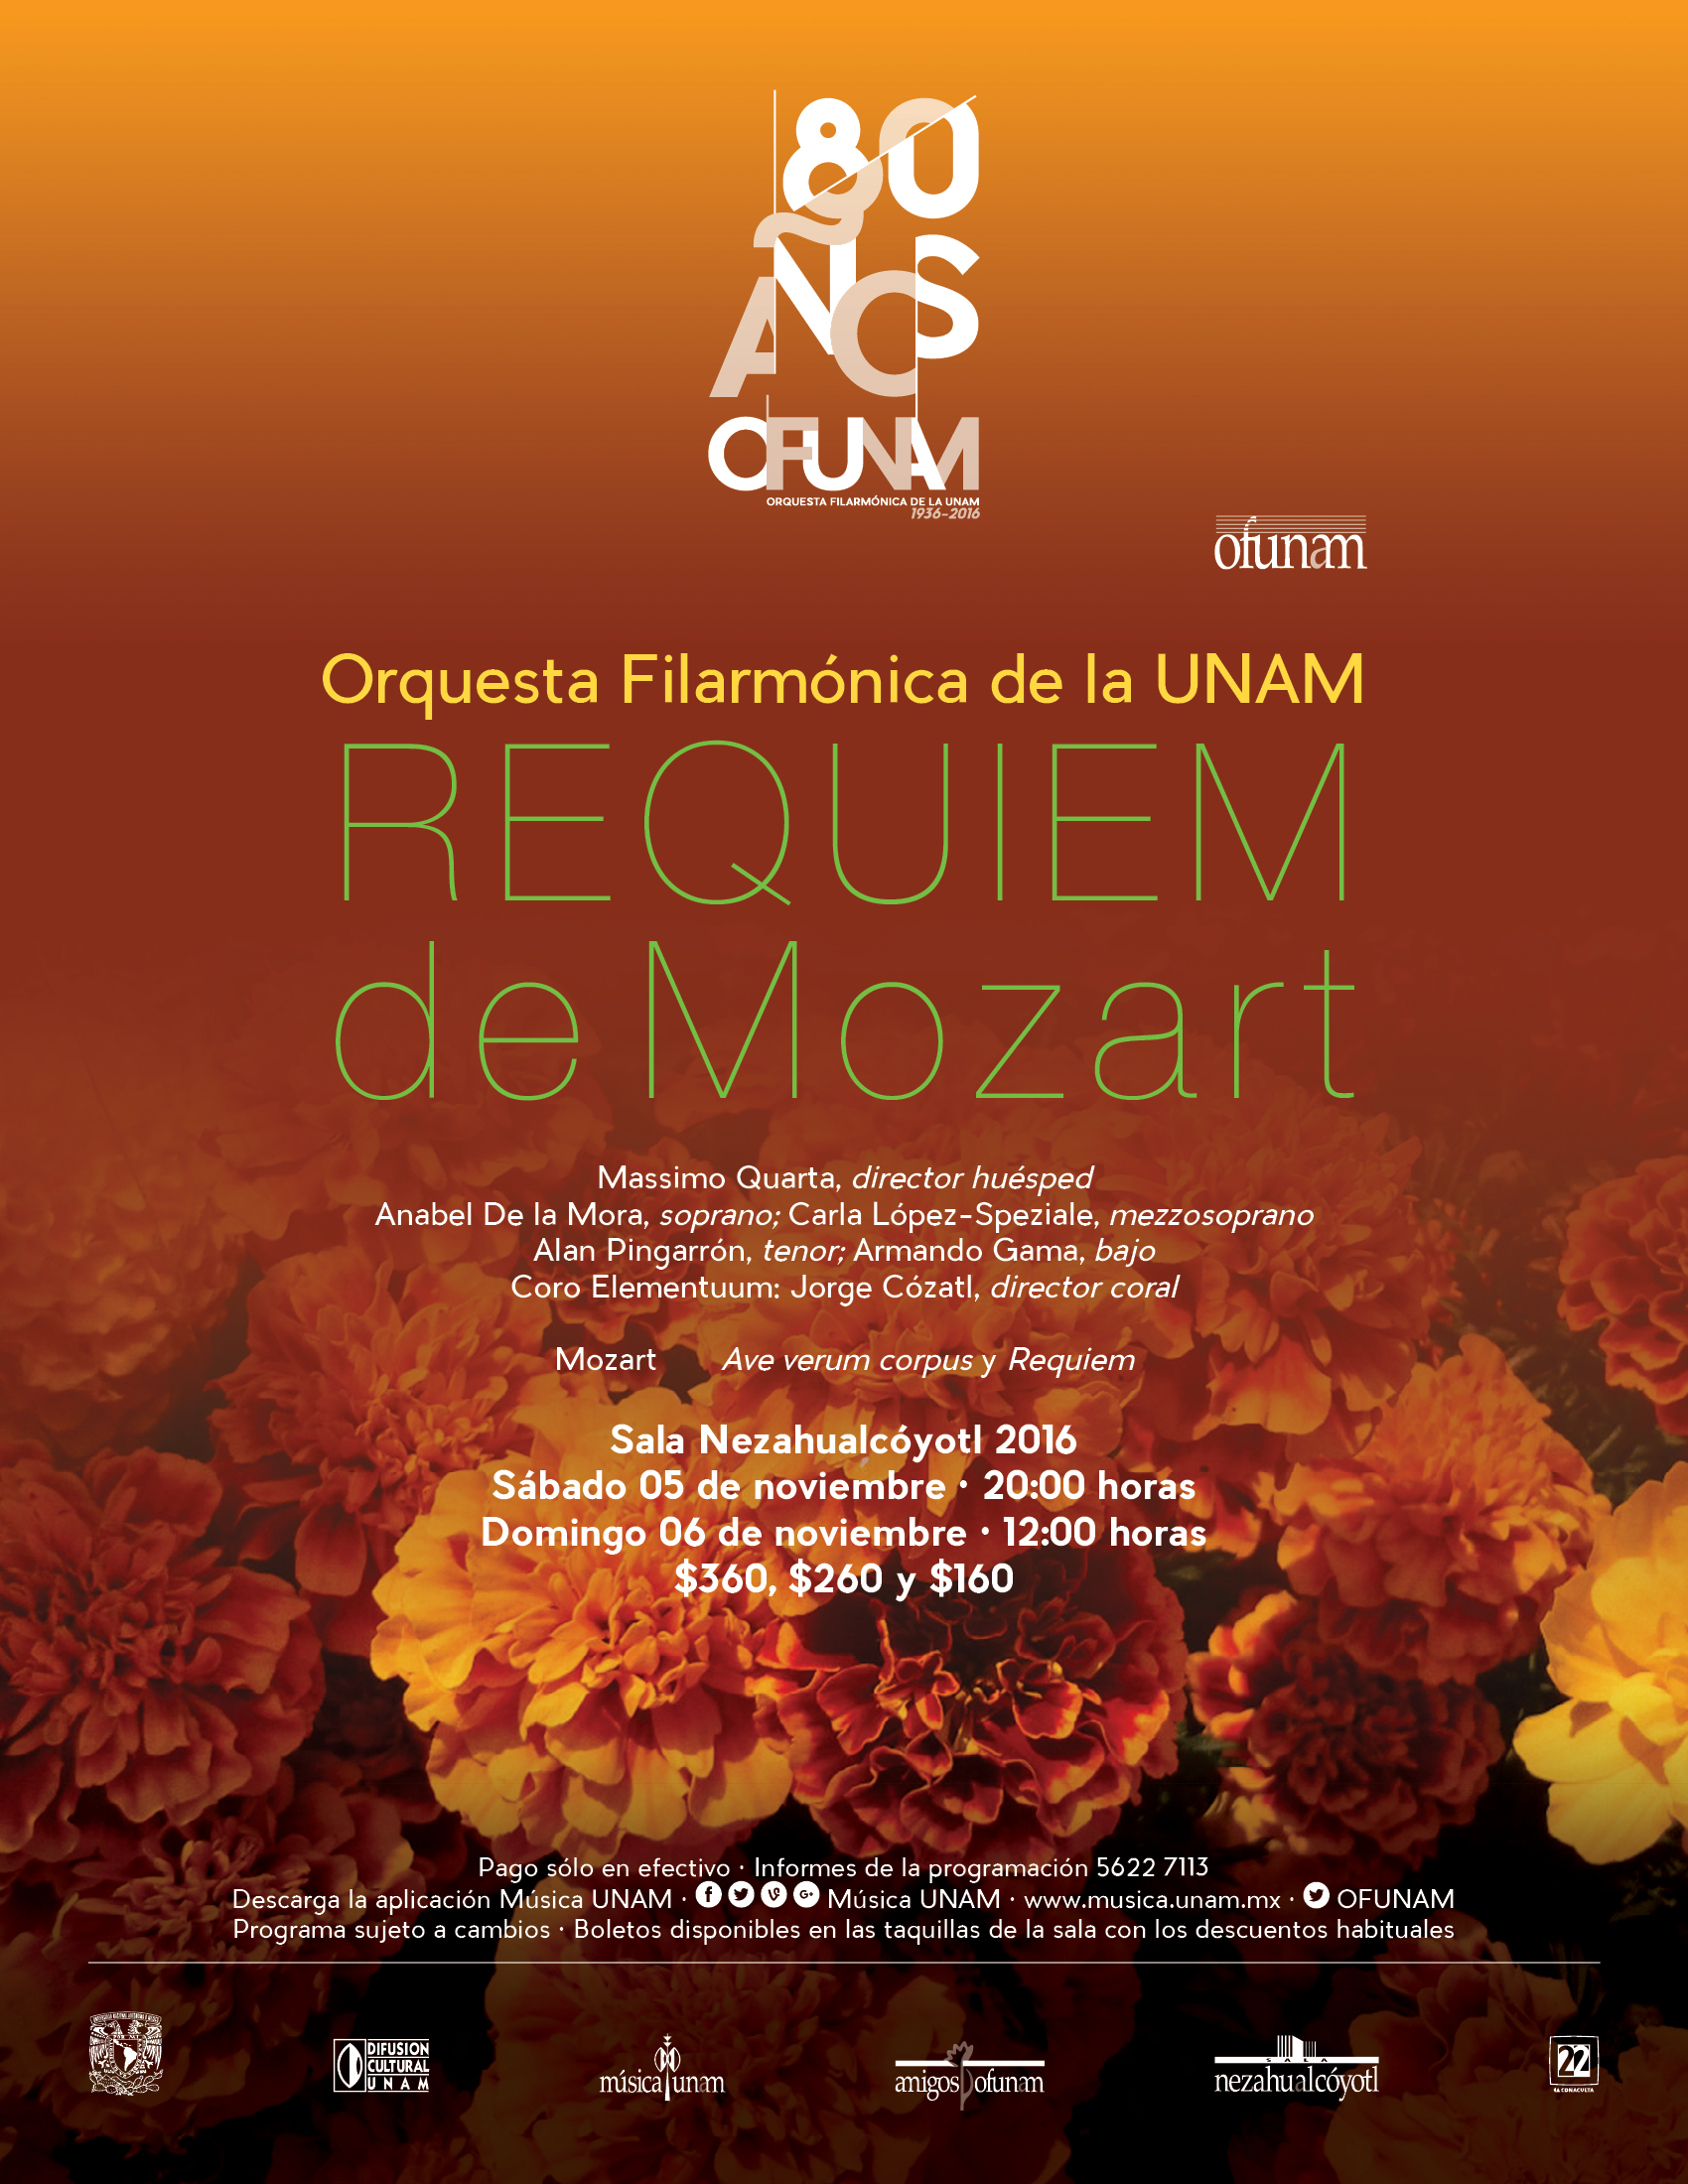 80
AÑOS
OFUNAM
ORQUESTA FILARMÓNICA DE LA UNAM
1936-2016
ofunam
Orquesta Filarmónica de la UNAM
REQUIEM
de Mozart
Massimo Quarta, director huésped
Anabel De la Mora, soprano; Carla López-Speziale, mezzosoprano
Alan Pingarrón, tenor; Armando Gama, bajo
Coro Elementuum: Jorge Cózatl, director coral
Mozart Ave verum corpus y Requiem
Sala Nezahualcóyotl 2016
Sábado 05 de noviembre · 20:00 horas
Domingo 06 de noviembre · 12:00 horas
$360, $260 y $160
Pago sólo en efectivo · Informes de la programación 5622 7113
Descarga la aplicación Música UNAM · Música UNAM · www.musica.unam.mx · OFUNAM
Programa sujeto a cambios · Boletos disponibles en las taquillas de la sala con los descuentos habituales
DIFUSION
CULTURAL
UNAM
música unam
amigos ofunam
SALA
nezahualcóyotl
22